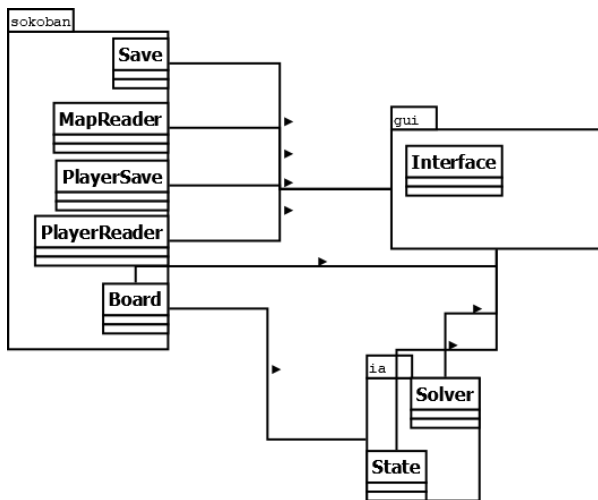 sokoban
Save
MapReader
gui
Interface
PlayerSave
PlayerReader
Board
ia
Solver
State